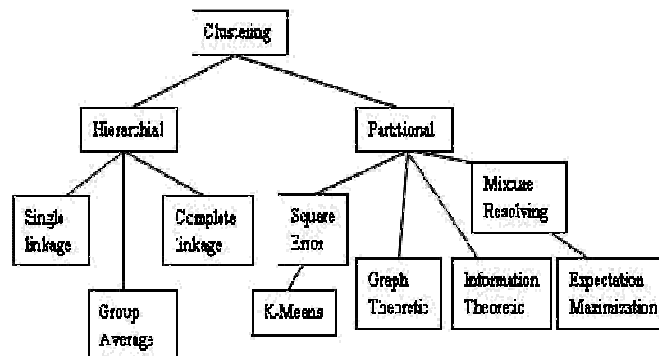 Clustering
Hierarchial
Partitional
Single
linkage
Complete
linkage
Square
Error
Mixture
Resolving
Group
Average
K-Means
Graph
Theoretic
Information
Theoretic
Expectation
Maximization